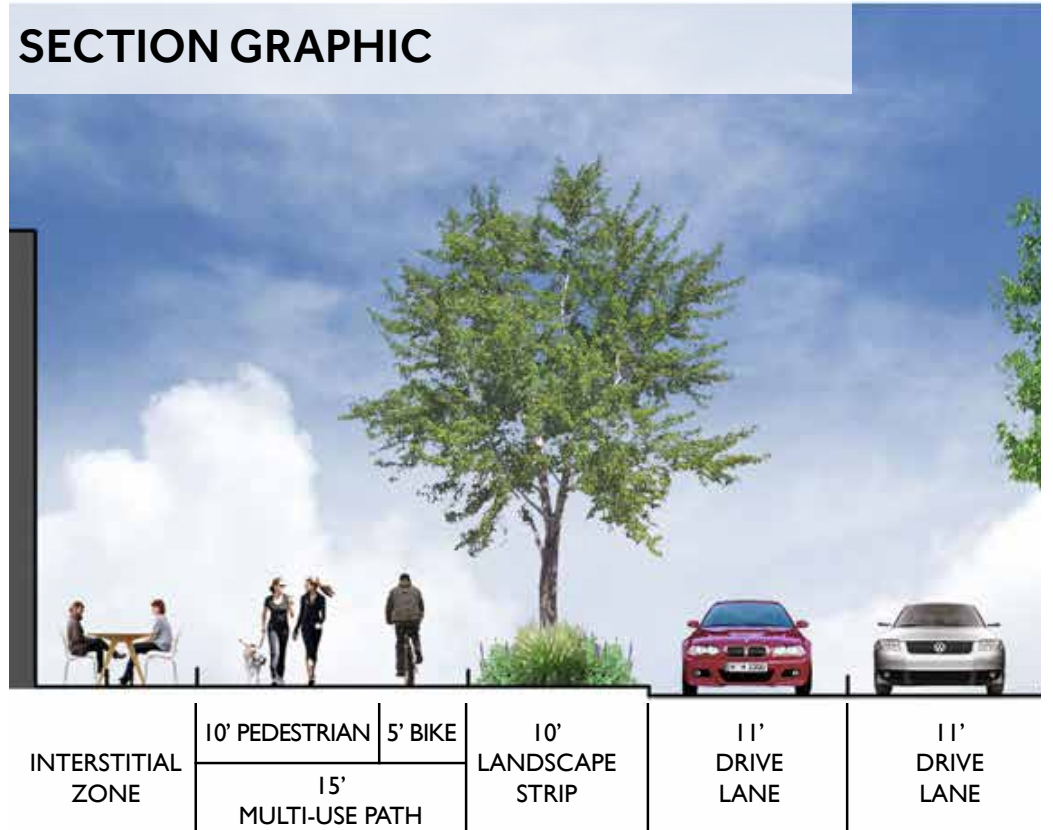 SECTION GRAPHIC
INTERSTITIAL
ZONE
10’ PEDESTRIAN
5’ BIKE
15’
MULTI-USE PATH
10’
LANDSCAPE
STRIP
11’
DRIVE
LANE
11’
DRIVE
LANE